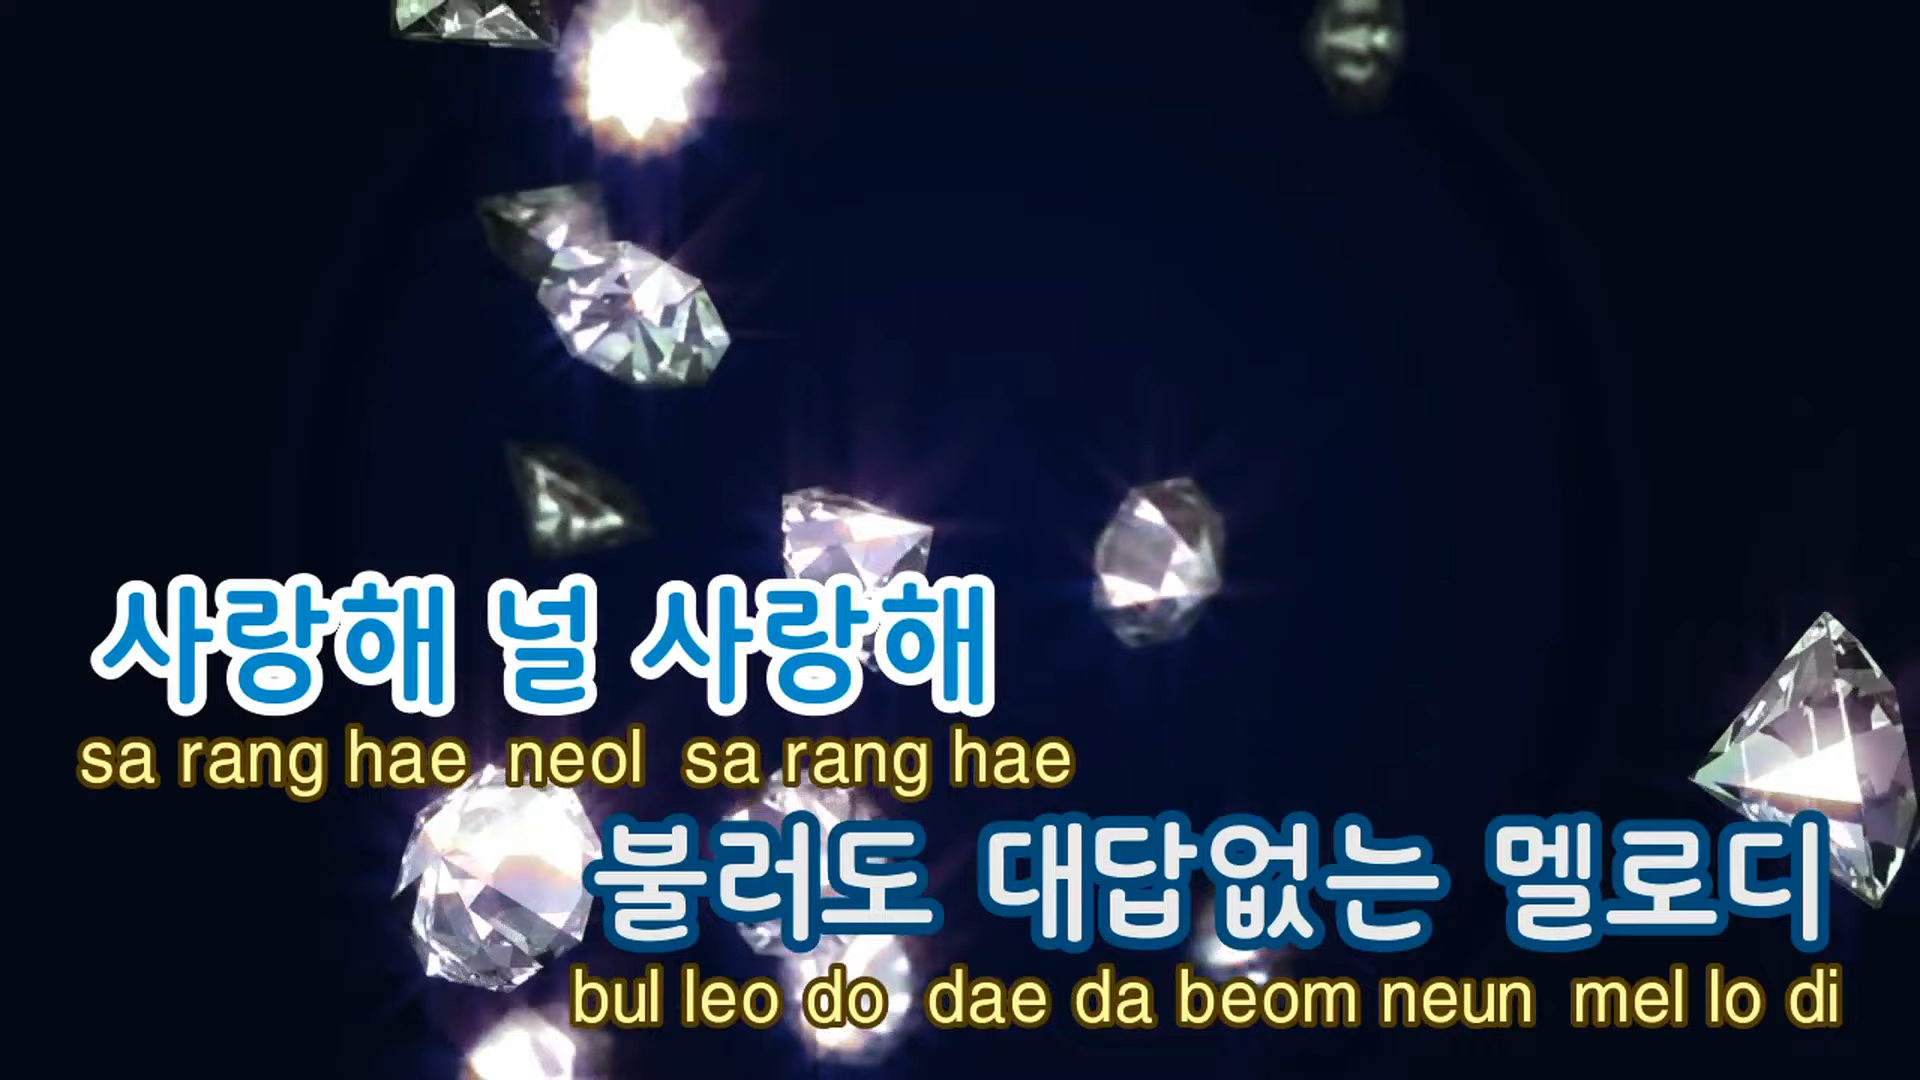 사랑해 널 사랑해
sa rang hae neol sa rang hae
불러도 대답없는 멜로디
bul leo do dae da beom neun mel lo di